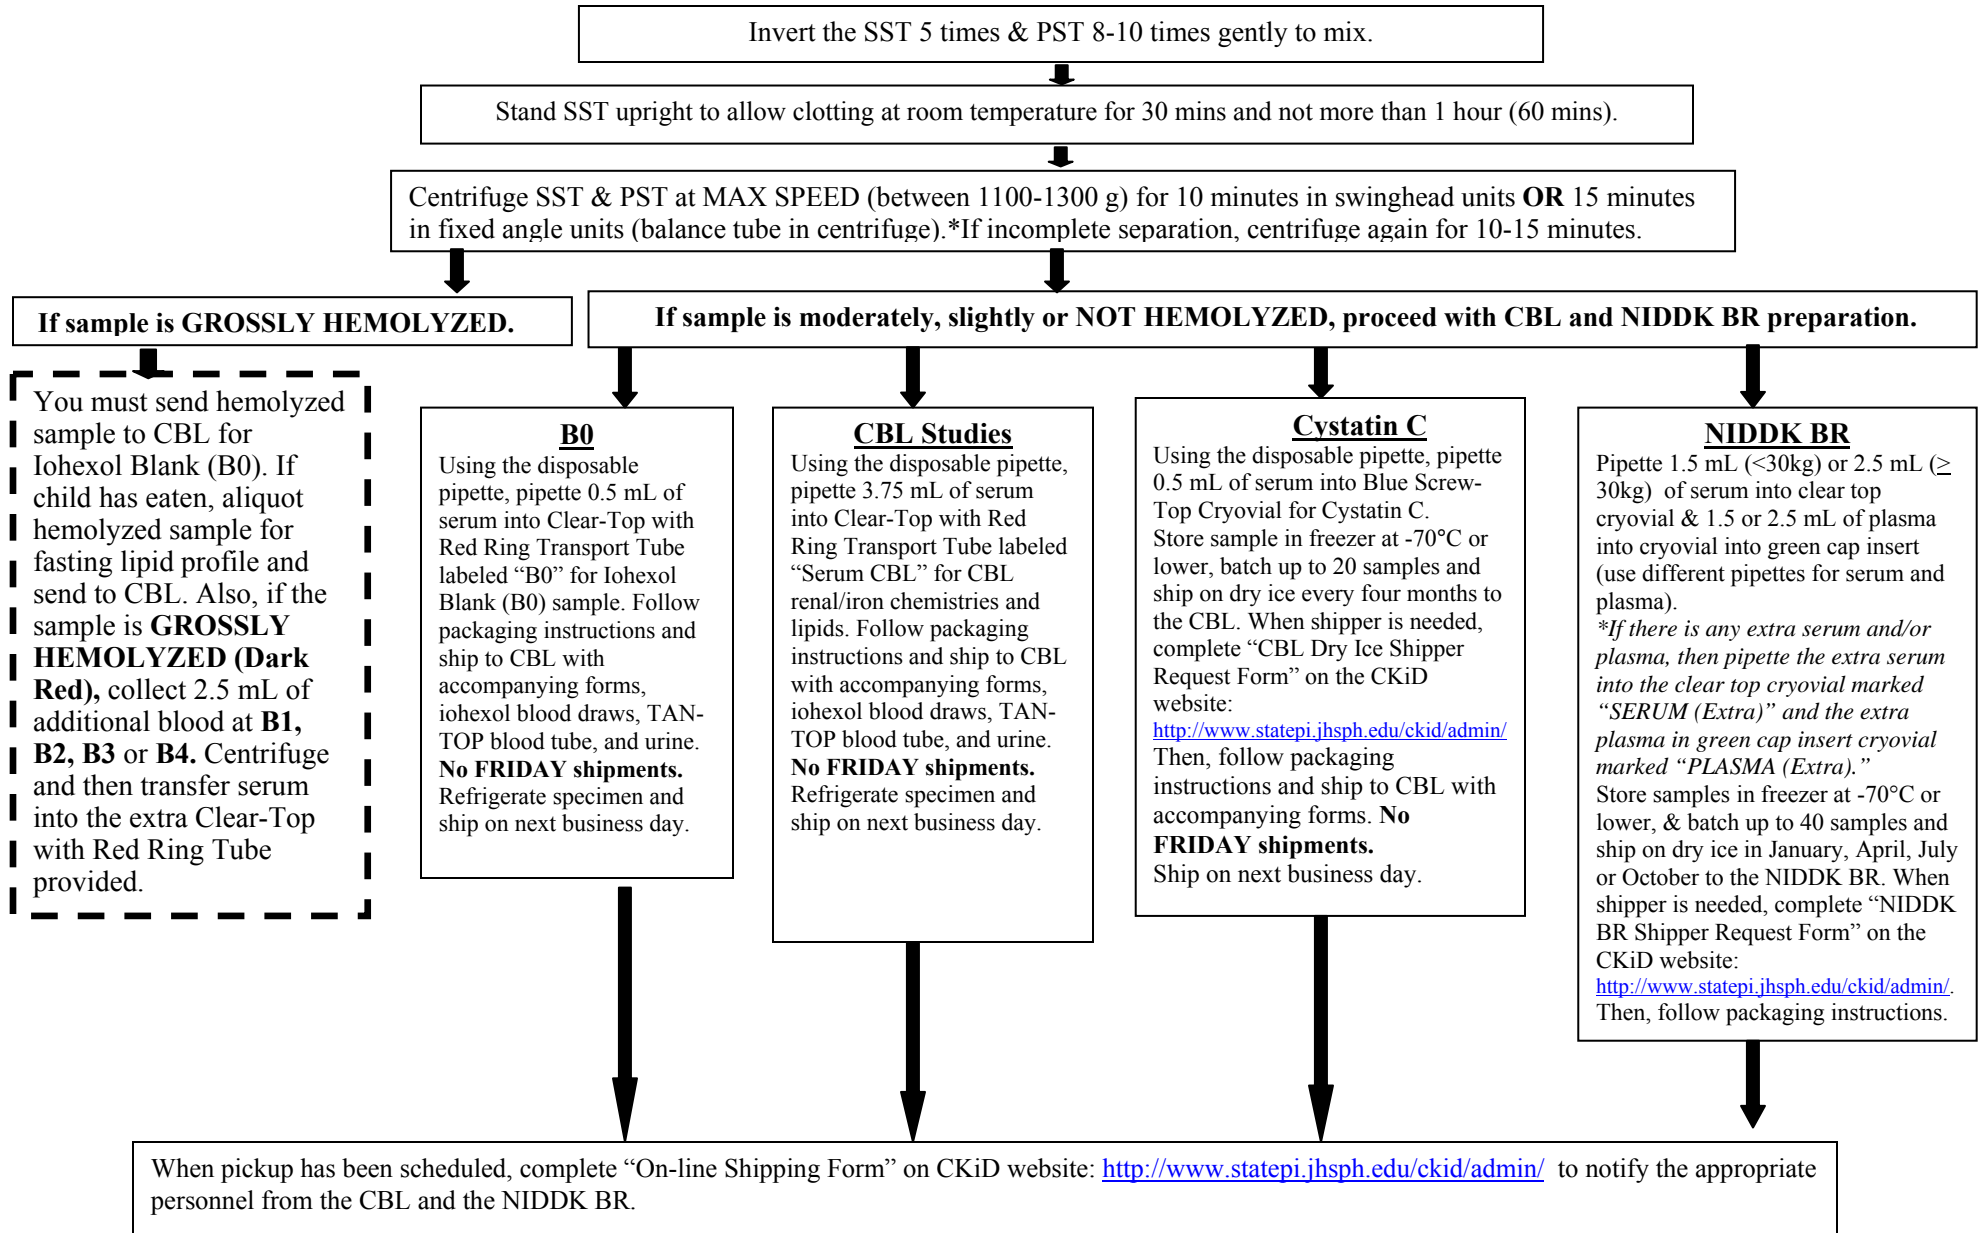 Invert the SST 5 times & PST 8-10 times gently to mix.
Stand SST upright to allow clotting at room temperature for 30 mins and not more than 1 hour (60 mins).
Centrifuge SST & PST at MAX SPEED (between 1100-1300 g) for 10 minutes in swinghead units OR 15 minutes
in fixed angle units (balance tube in centrifuge).*If incomplete separation, centrifuge again for 10-15 minutes.
If sample is GROSSLY HEMOLYZED.
If sample is moderately, slightly or NOT HEMOLYZED, proceed with CBL and NIDDK BR preparation.
You must send hemolyzed
sample to CBL for
Iohexol Blank (B0). If
child has eaten, aliquot
hemolyzed sample for
fasting lipid profile and
send to CBL. Also, if the
sample is GROSSLY
HEMOLYZED (Dark
Red), collect 2.5 mL of
additional blood at B1,
B2, B3 or B4. Centrifuge
and then transfer serum
into the extra Clear-Top
with Red Ring Tube
provided.
B0
Using the disposable
pipette, pipette 0.5 mL of
serum into Clear-Top with
Red Ring Transport Tube
labeled “B0” for Iohexol
Blank (B0) sample. Follow
packaging instructions and
ship to CBL with
accompanying forms,
iohexol blood draws, TAN-
TOP blood tube, and urine.
No FRIDAY shipments.
Refrigerate specimen and
ship on next business day.
CBL Studies
Using the disposable pipette,
pipette 3.75 mL of serum
into Clear-Top with Red
Ring Transport Tube labeled
“Serum CBL” for CBL
renal/iron chemistries and
lipids. Follow packaging
instructions and ship to CBL
with accompanying forms,
iohexol blood draws, TAN-
TOP blood tube, and urine.
No FRIDAY shipments.
Refrigerate specimen and
ship on next business day.
Cystatin C
Using the disposable pipette, pipette
0.5 mL of serum into Blue Screw-
Top Cryovial for Cystatin C.
Store sample in freezer at -70°C or
lower, batch up to 20 samples and
ship on dry ice every four months to
the CBL. When shipper is needed,
complete “CBL Dry Ice Shipper
Request Form” on the CKiD
website:
http://www.statepi.jhsph.edu/ckid/admin/
Then, follow packaging
instructions and ship to CBL with
accompanying forms. No
FRIDAY shipments.
Ship on next business day.
NIDDK BR
Pipette 1.5 mL (<30kg) or 2.5 mL (≥
30kg) of serum into clear top
cryovial & 1.5 or 2.5 mL of plasma
into cryovial into green cap insert
(use different pipettes for serum and
plasma).
*If there is any extra serum and/or
plasma, then pipette the extra serum
into the clear top cryovial marked
“SERUM (Extra)” and the extra
plasma in green cap insert cryovial
marked “PLASMA (Extra).”
Store samples in freezer at -70°C or
lower, & batch up to 40 samples and
ship on dry ice in January, April, July
or October to the NIDDK BR. When
shipper is needed, complete “NIDDK
BR Shipper Request Form” on the
CKiD website:
http://www.statepi.jhsph.edu/ckid/admin/.
Then, follow packaging instructions.
When pickup has been scheduled, complete “On-line Shipping Form” on CKiD website: http://www.statepi.jhsph.edu/ckid/admin/ to notify the appropriate
personnel from the CBL and the NIDDK BR.